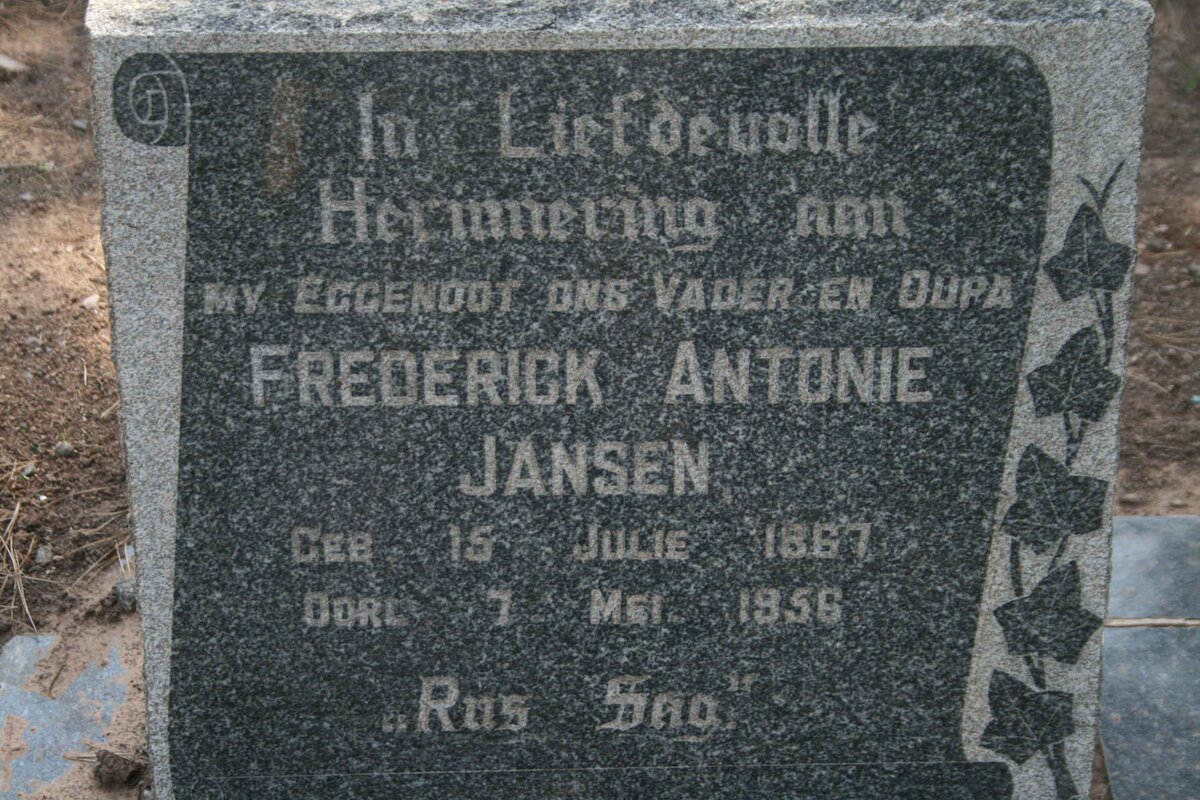 In Liefdevolle
Herinnering aan
MY EGGENOOT ONS VADER EN OUPA
FREDERICK ANTONIE
JANSEN
GEB 15 JULIE 1867
OORL 7 MEI 1956
„Rus Sag."